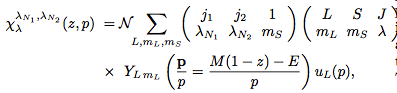 χ_λ^{λ_{N_1}, λ_{N_2}}(z, p) = 𝒩 ∑_{L,m_L,m_S} ( j_1 j_2 1 ; λ_{N_1} λ_{N_2} m_S ) ( L S J ; m_L m_S λ )
× Y_{L m_L} ( 𝐩/p = M(1 − z) − E / p ) u_L(p),